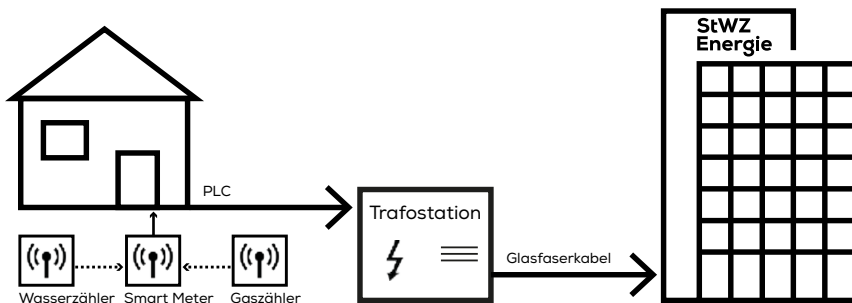 StWZ
Energie
PLC
Trafostation
Glasfaserkabel
Wasserzähler
Smart Meter
Gaszähler